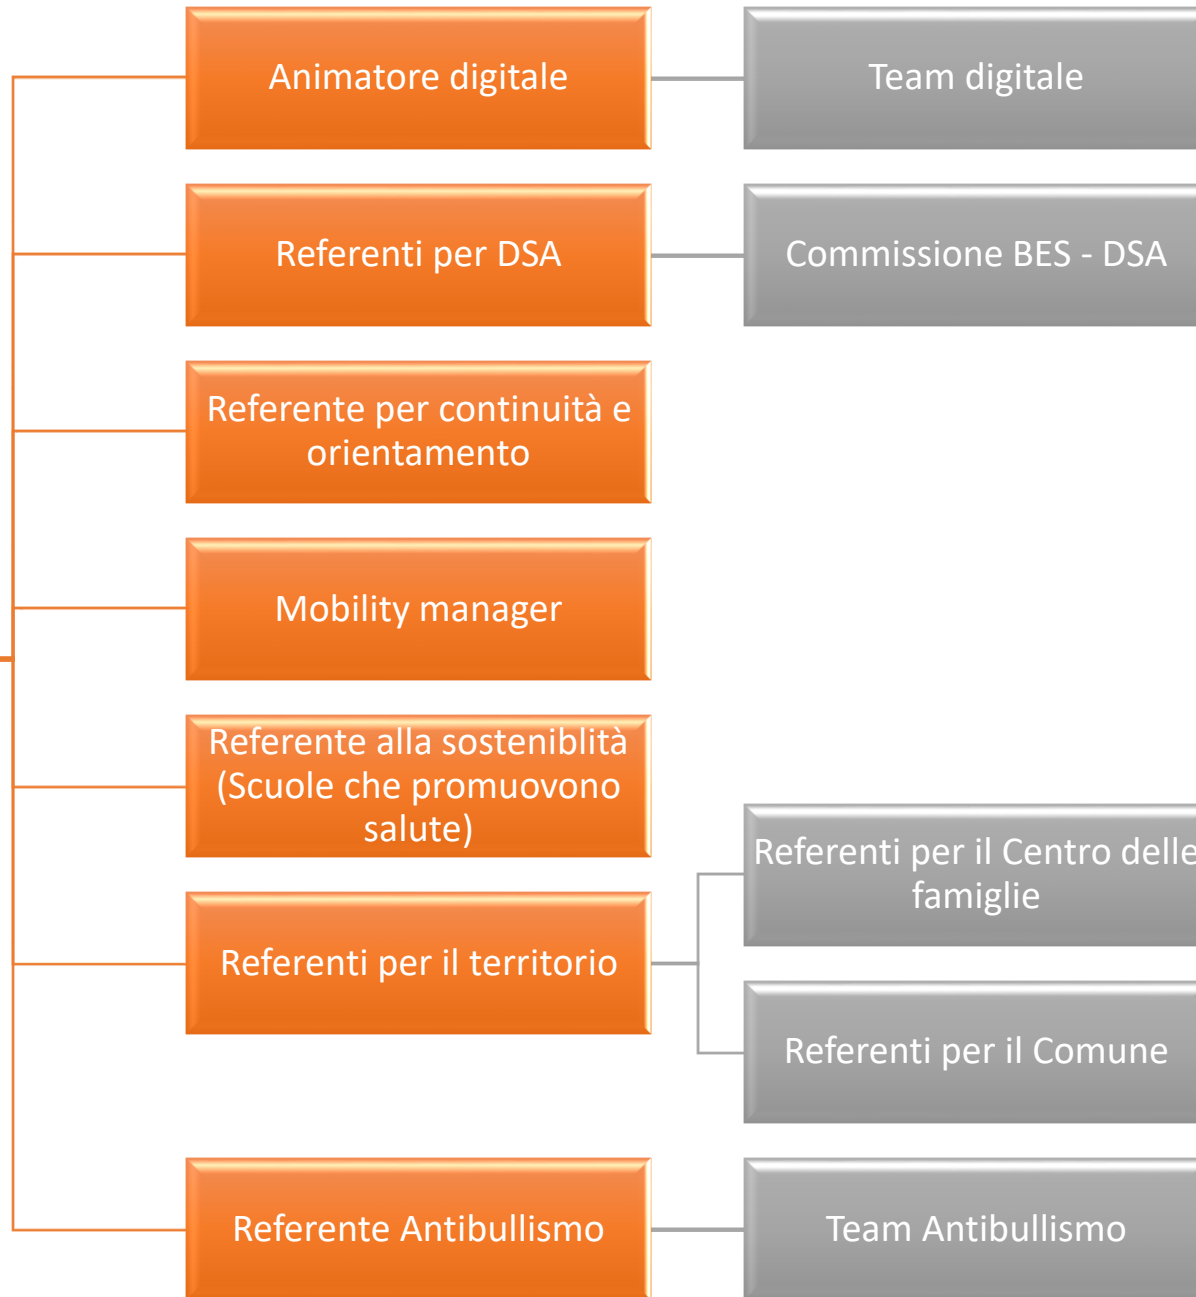 Animatore digitale
Team digitale
Referenti per DSA
Commissione BES - DSA
Referente per continuità e
orientamento
Mobility manager
Referente alla sosteniblità
(Scuole che promuovono
salute)
Referenti per il territorio
Referenti per il Centro delle
famiglie
Referenti per il Comune
Referente Antibullismo
Team Antibullismo